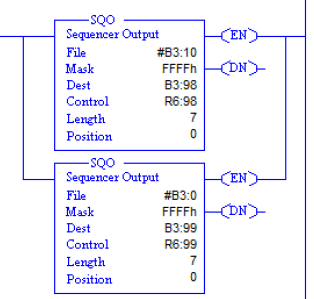 SQO
Sequencer Output
(EN)
File #B3:10
Mask FFFFh
(DN)
Dest B3:98
Control R6:98
Length 7
Position 0
SQO
Sequencer Output
(EN)
File #B3:0
Mask FFFFh
(DN)
Dest B3:99
Control R6:99
Length 7
Position 0